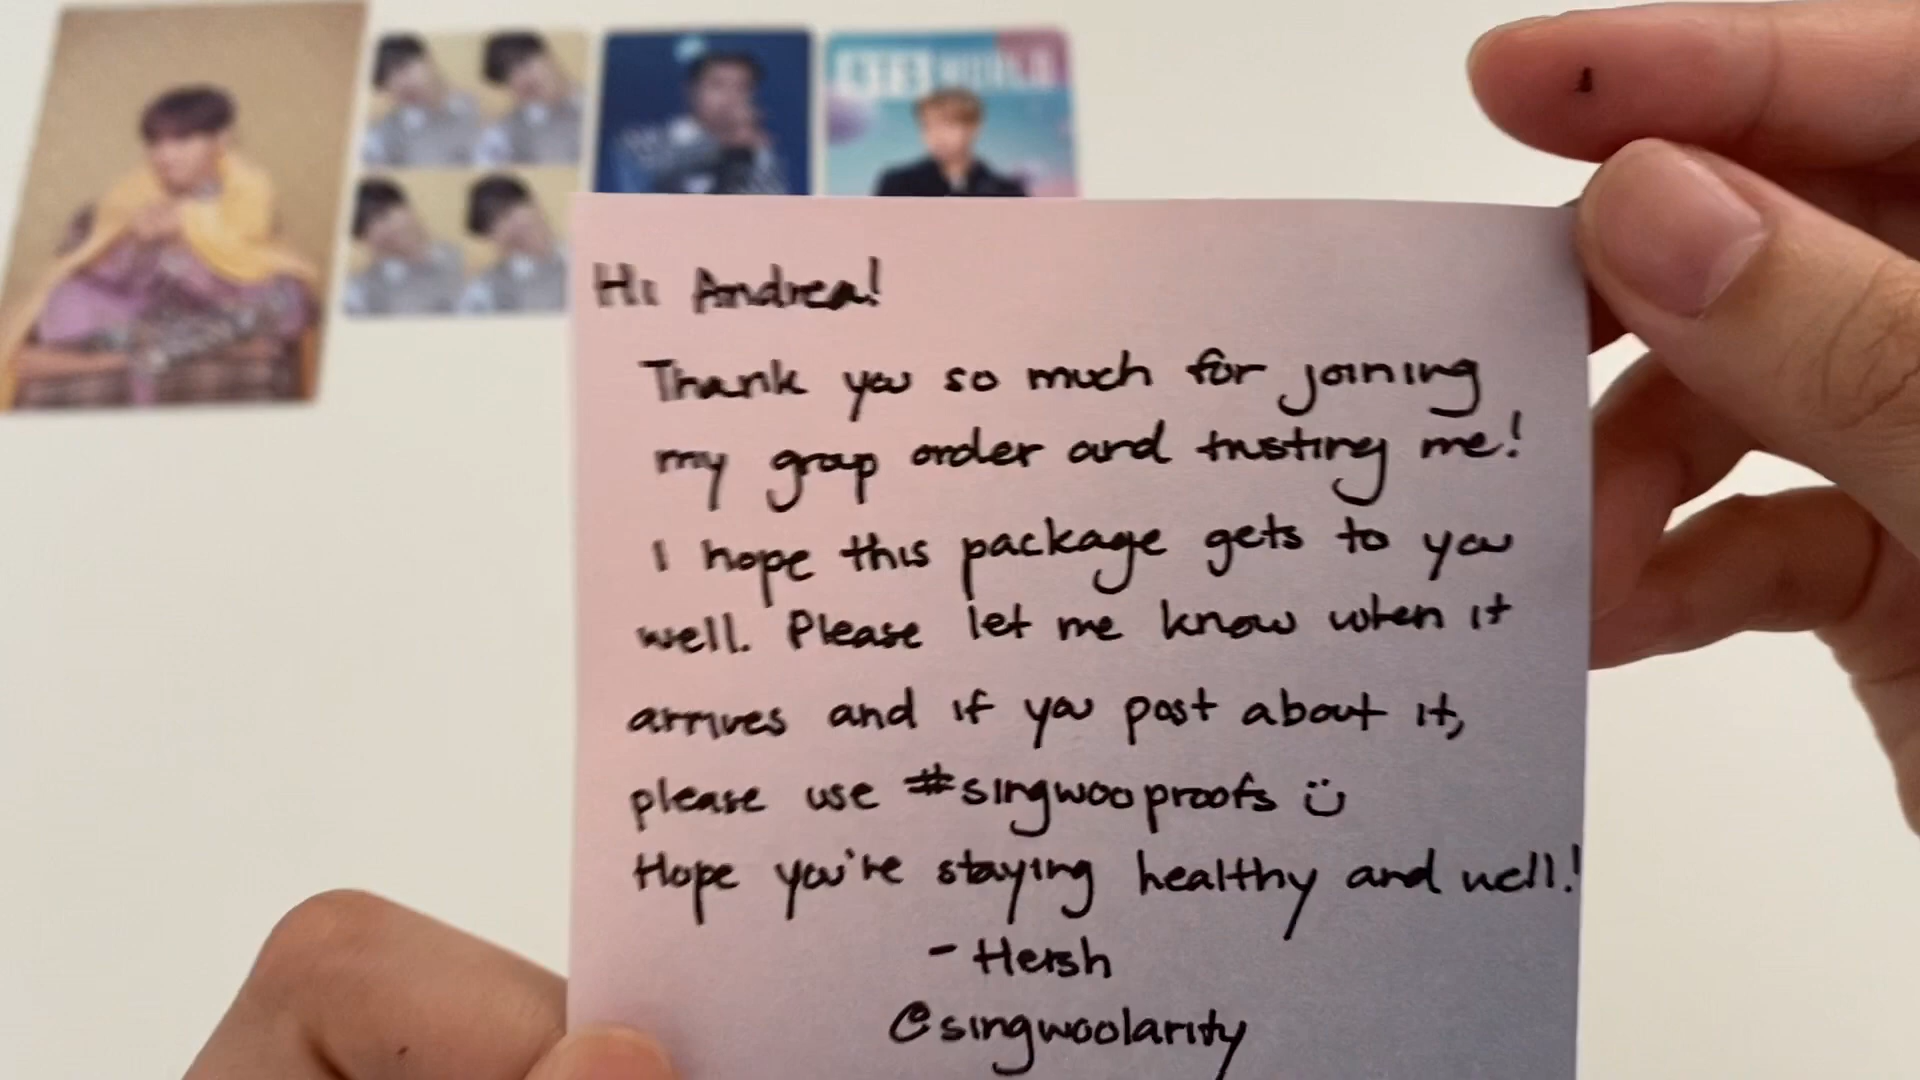 BTS WORLD
Hi Andrea!
Thank you so much for joining
my group order and trusting me!
I hope this package gets to you
well. Please let me know when it
arrives and if you post about it,
please use #singwooproofs
Hope you're staying healthy and well!
- Hersh
@singwoolarity